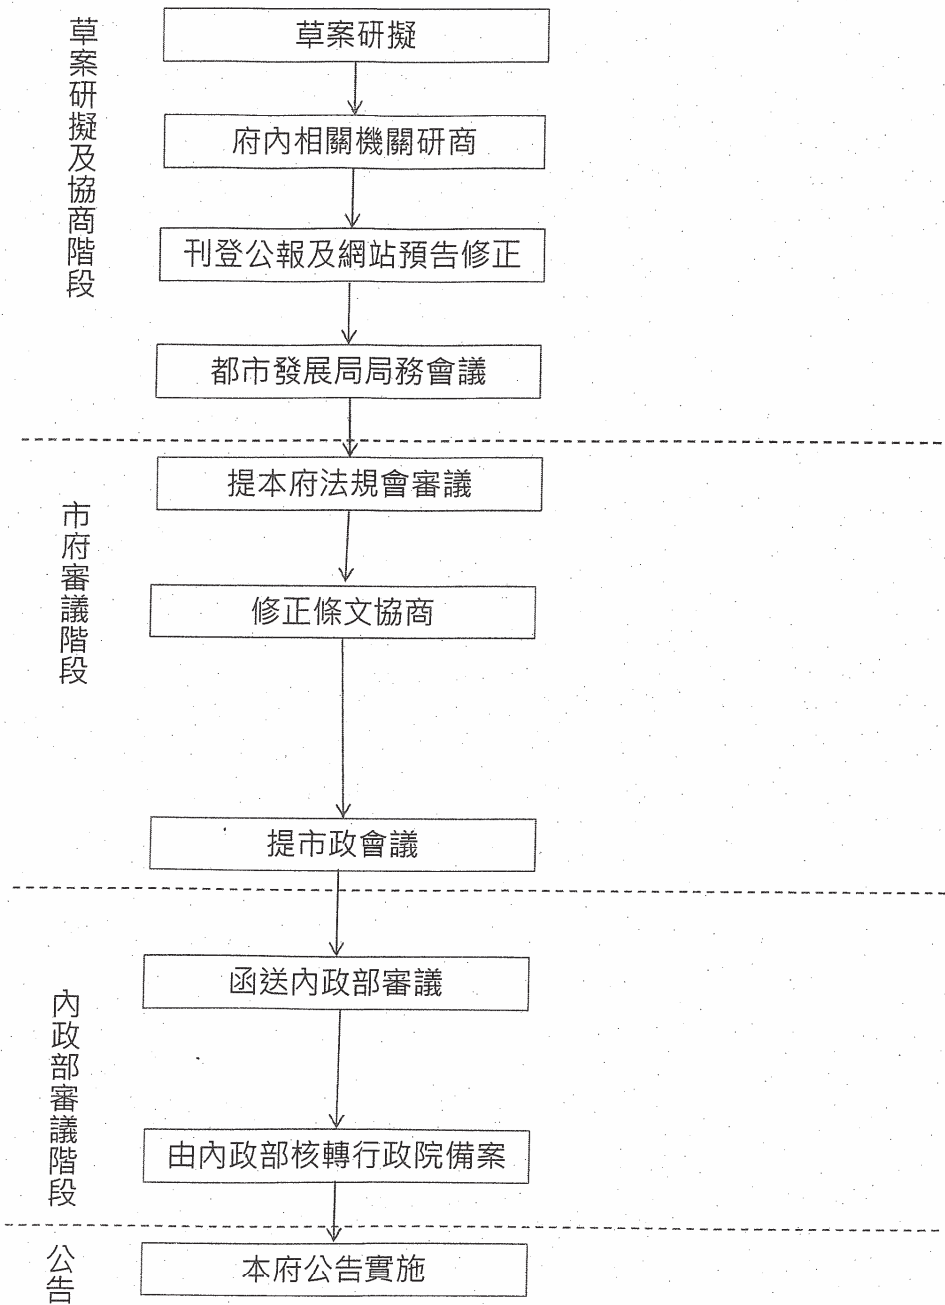 草案研擬及協商階段
草案研擬
府內相關機關研商
刊登公報及網站預告修正
都市發展局局務會議
市府審議階段
提本府法規會審議
修正條文協商
提市政會議
內政部審議階段
函送內政部審議
由內政部核轉行政院備案
公告
本府公告實施